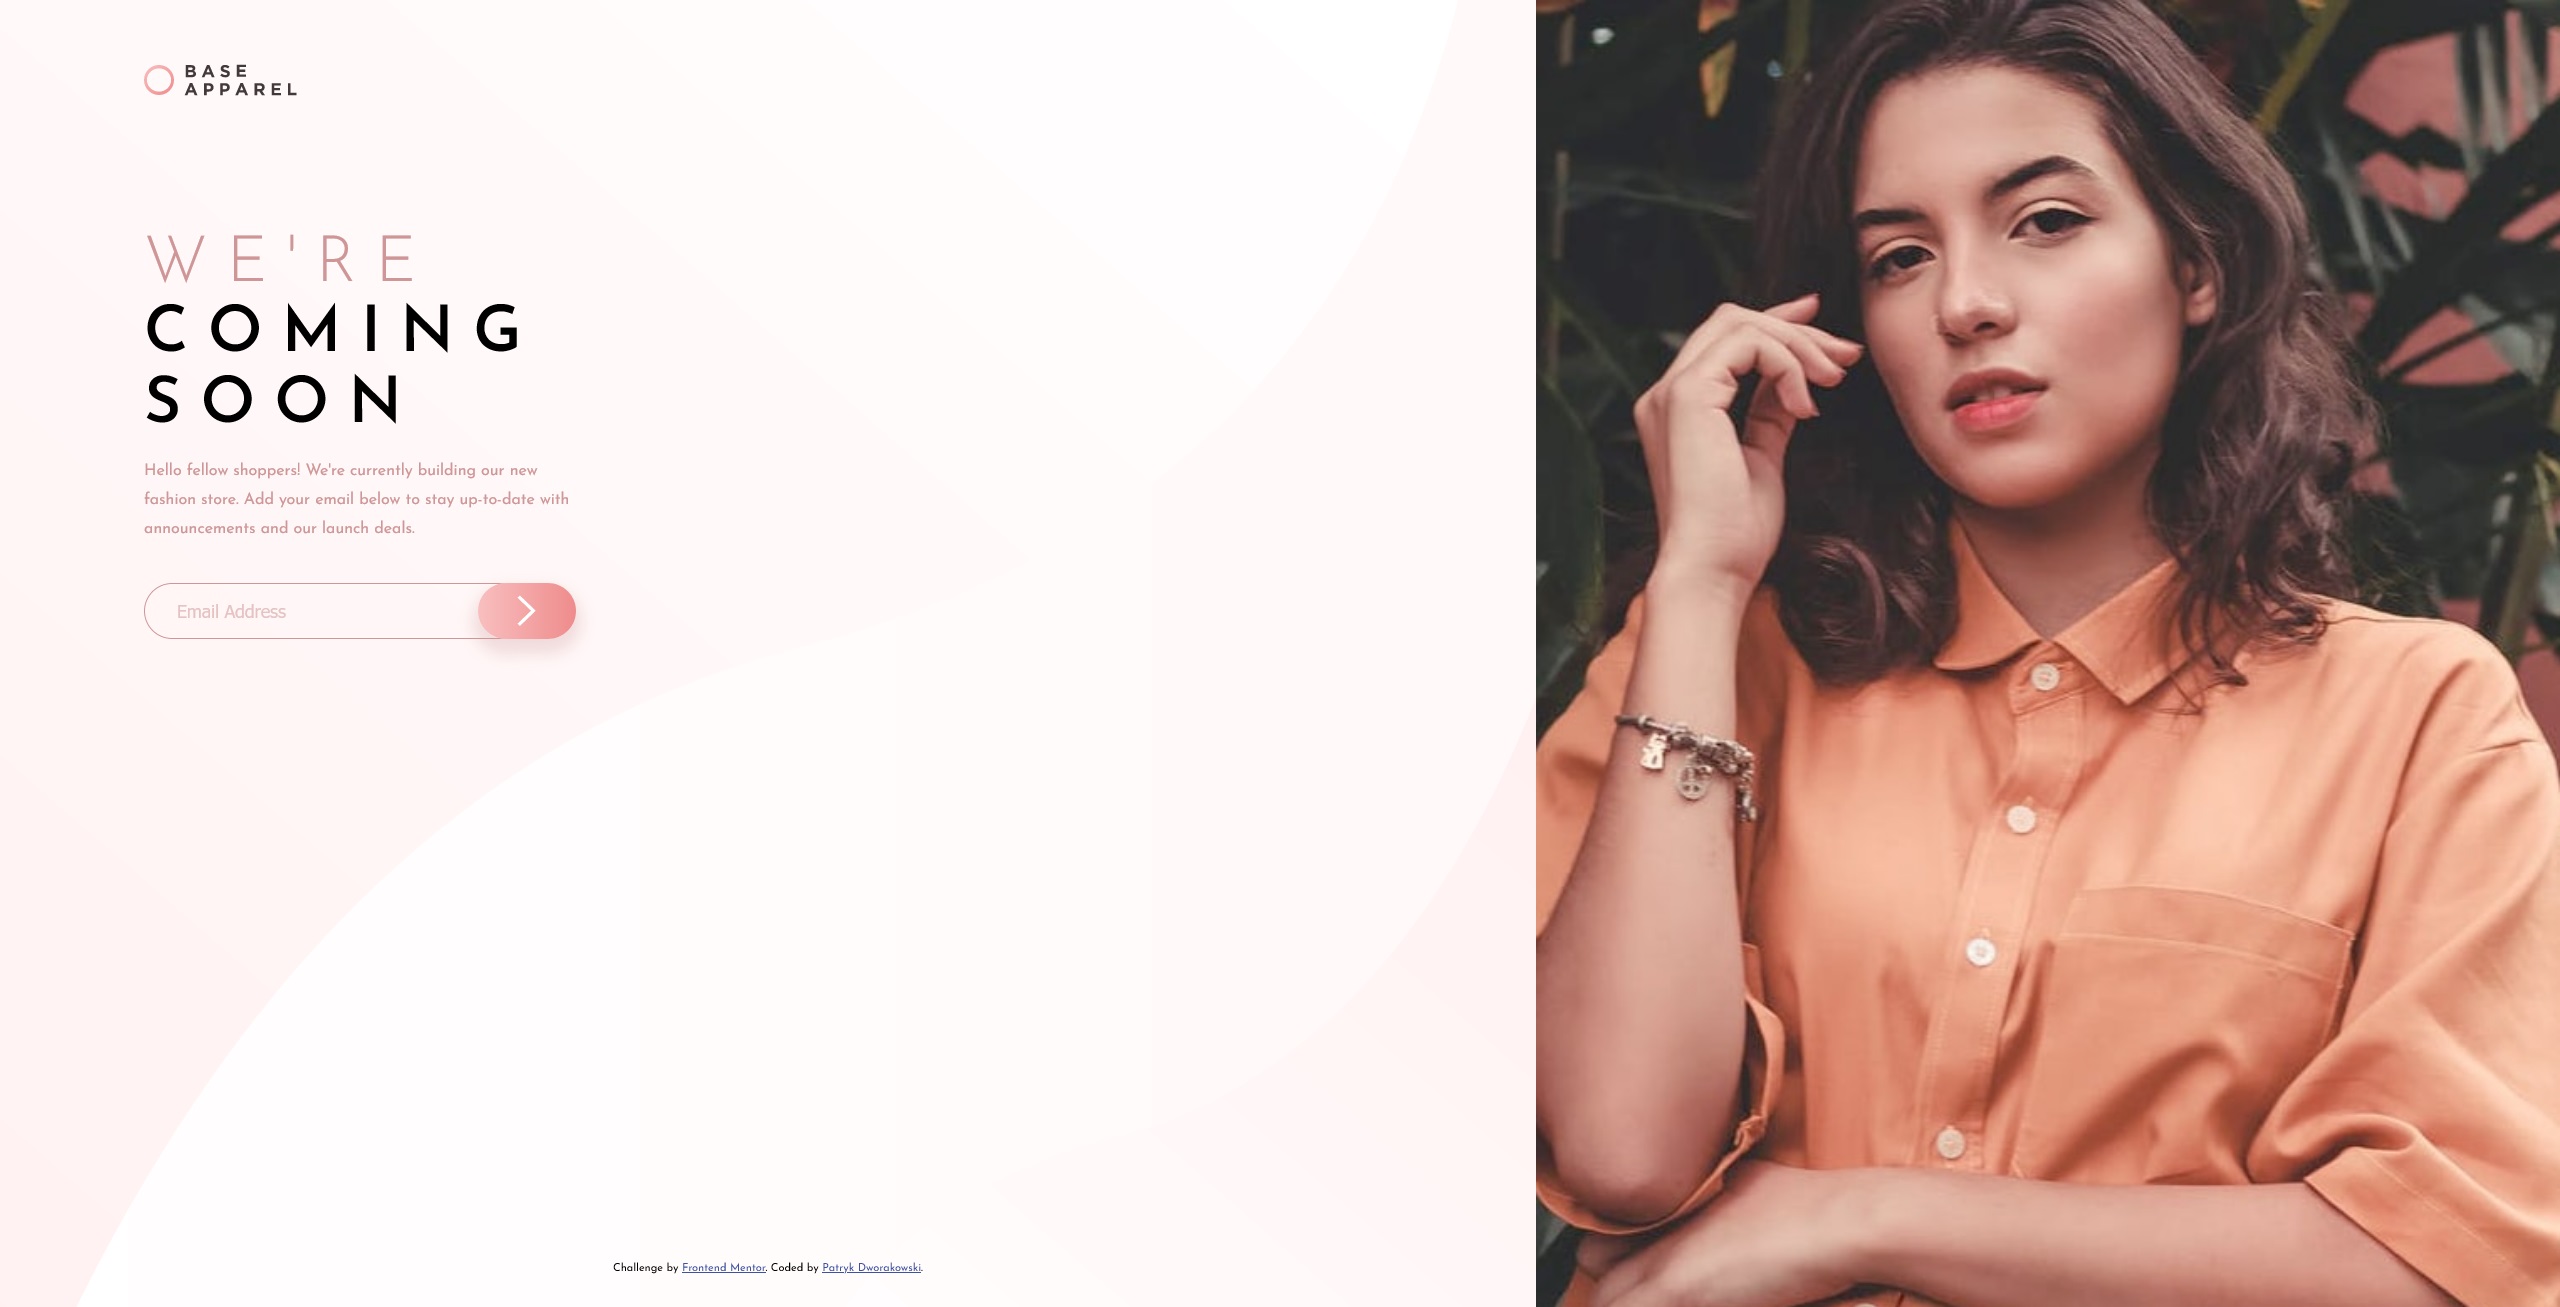 BASE
APPAREL
WE'RE
COMING
SOON
Hello fellow shoppers! We're currently building our new
fashion store. Add your email below to stay up-to-date with
announcements and our launch deals.
Email Address
Challenge by Frontend Mentor. Coded by Patryk Dworakowski.